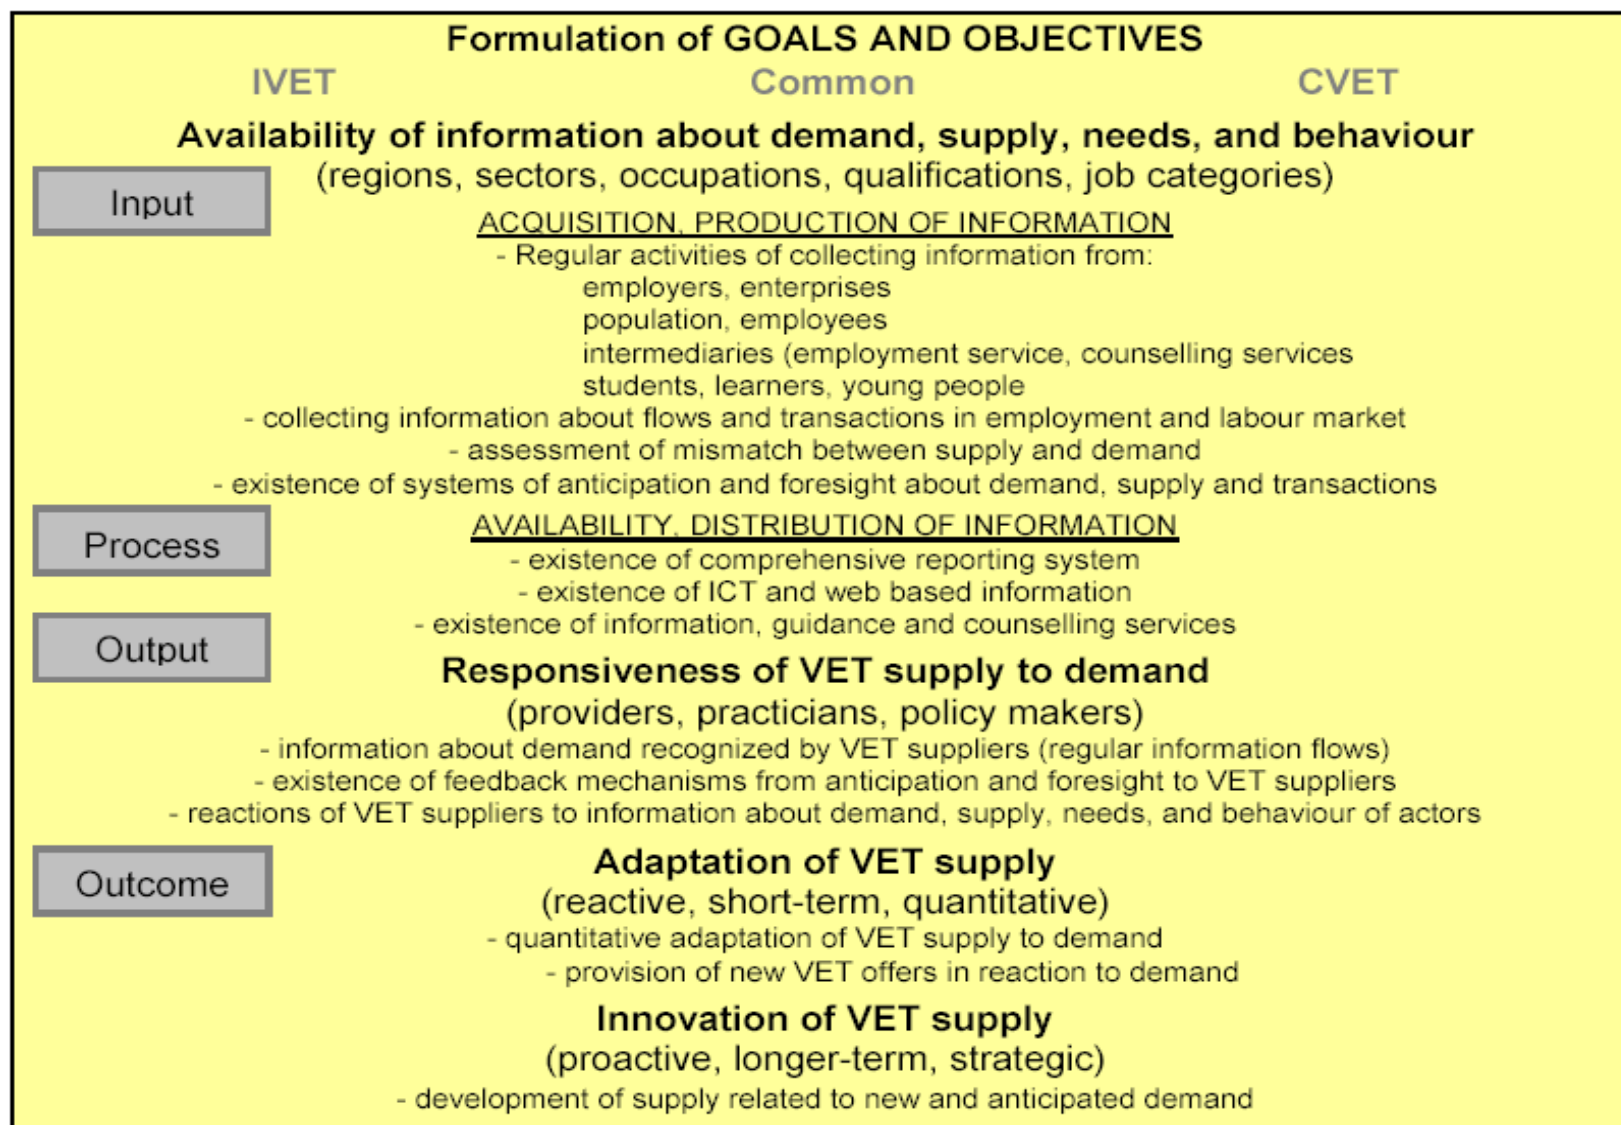 Formulation of GOALS AND OBJECTIVES
IVET Common CVET
Availability of information about demand, supply, needs, and behaviour
(regions, sectors, occupations, qualifications, job categories)
Input
ACQUISITION, PRODUCTION OF INFORMATION
- Regular activities of collecting information from:
employers, enterprises
population, employees
intermediaries (employment service, counselling services
students, learners, young people
- collecting information about flows and transactions in employment and labour market
- assessment of mismatch between supply and demand
- existence of systems of anticipation and foresight about demand, supply and transactions
Process
AVAILABILITY, DISTRIBUTION OF INFORMATION
- existence of comprehensive reporting system
- existence of ICT and web based information
- existence of information, guidance and counselling services
Output
Responsiveness of VET supply to demand
(providers, practicians, policy makers)
- information about demand recognized by VET suppliers (regular information flows)
- existence of feedback mechanisms from anticipation and foresight to VET suppliers
- reactions of VET suppliers to information about demand, supply, needs, and behaviour of actors
Outcome
Adaptation of VET supply
(reactive, short-term, quantitative)
- quantitative adaptation of VET supply to demand
- provision of new VET offers in reaction to demand
Innovation of VET supply
(proactive, longer-term, strategic)
- development of supply related to new and anticipated demand